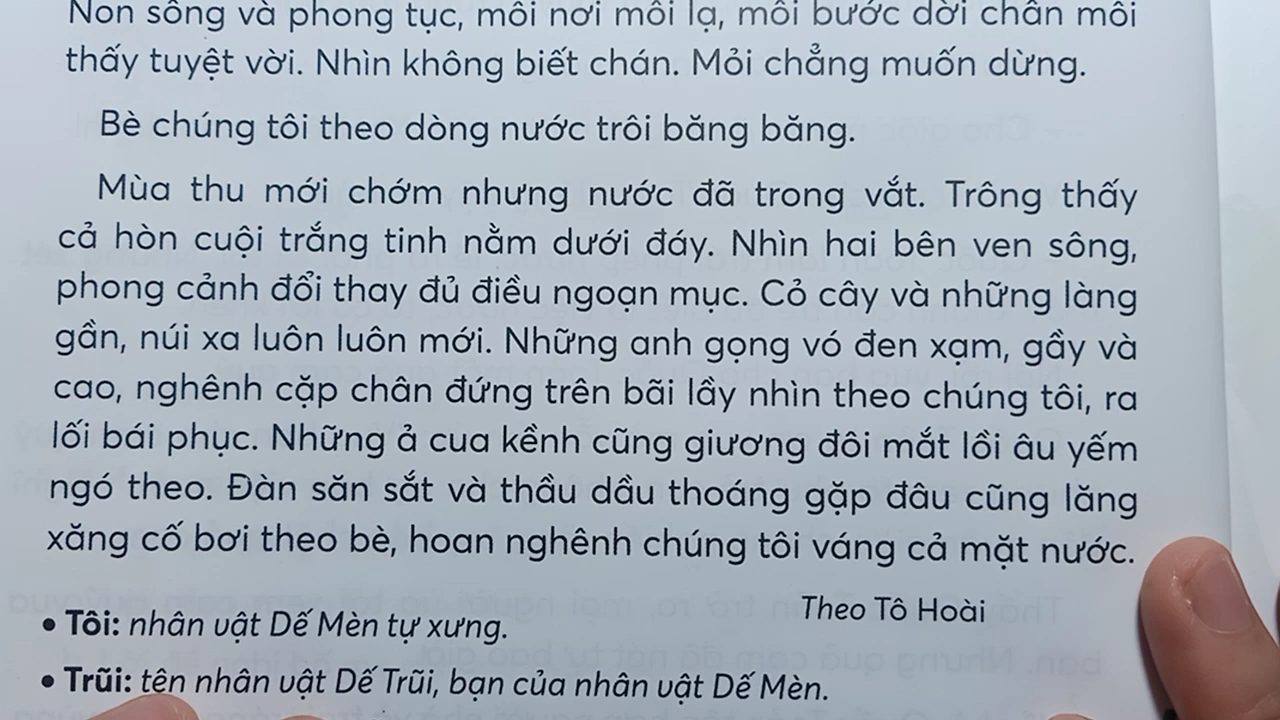 Non sông và phong tục, mỗi nơi mỗi lạ, mỗi bước dời chân mỗi
thấy tuyệt vời. Nhìn không biết chán. Mỏi chẳng muốn dừng.
Bè chúng tôi theo dòng nước trôi băng băng.
Mùa thu mới chớm nhưng nước đã trong vắt. Trông thấy
cả hòn cuội trắng tinh nằm dưới đáy. Nhìn hai bên ven sông,
phong cảnh đổi thay đủ điều ngoạn mục. Cỏ cây và những làng
gần, núi xa luôn luôn mới. Những anh gọng vó đen xạm, gầy và
cao, nghênh cặp chân đứng trên bãi lầy nhìn theo chúng tôi, ra
lối bái phục. Những ả cua kềnh cũng giương đôi mắt lồi âu yếm
ngó theo. Đàn săn sắt và thầu dầu thoáng gặp đâu cũng lăng
xăng cố bơi theo bè, hoan nghênh chúng tôi váng cả mặt nước.
Theo Tô Hoài
• Tôi: nhân vật Dế Mèn tự xưng.
• Trũi: tên nhân vật Dế Trũi, bạn của nhân vật Dế Mèn.